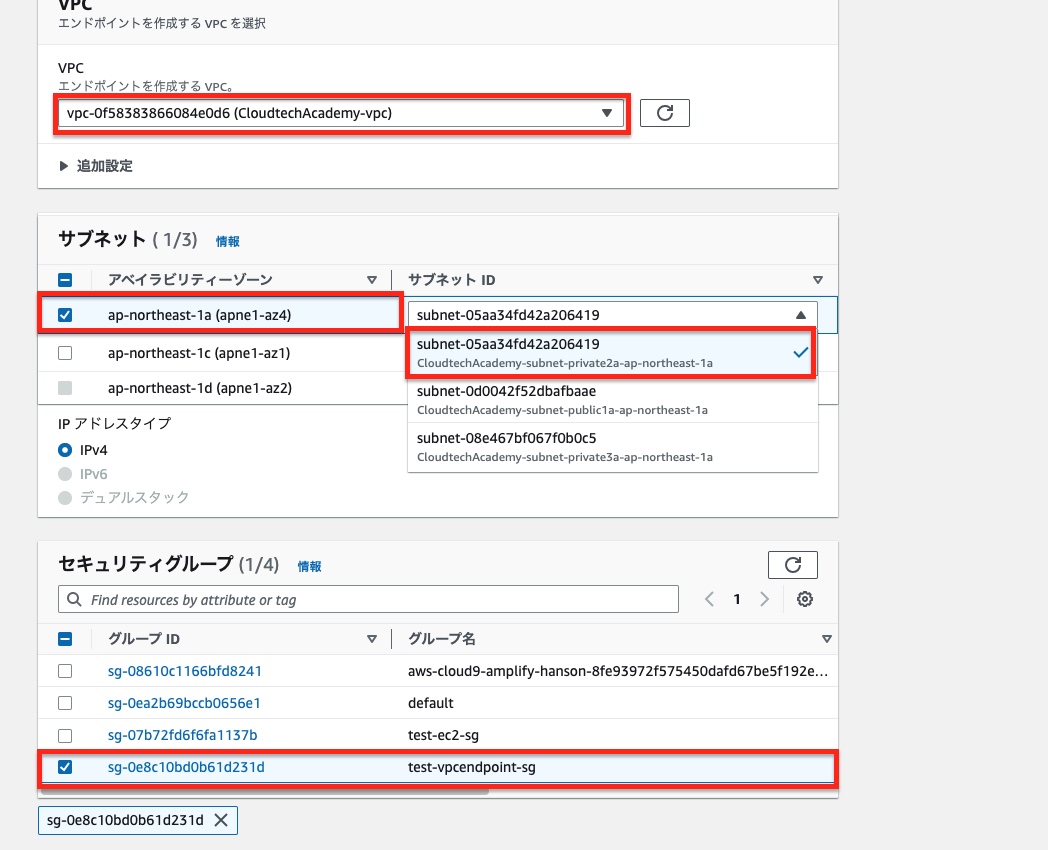 VPC
エンドポイントを作成する VPC を選択
VPC
エンドポイントを作成する VPC。
vpc-0f58383866084e0d6 (CloudtechAcademy-vpc)
追加設定
サブネット ( 1/3) 情報
アベイラビリティーゾーン サブネット ID
ap-northeast-1a (apne1-az4) subnet-05aa34fd42a206419
subnet-05aa34fd42a206419
CloudtechAcademy-subnet-private2a-ap-northeast-1a
ap-northeast-1c (apne1-az1)
ap-northeast-1d (apne1-az2)
subnet-0d0042f52dbafbaae
CloudtechAcademy-subnet-public1a-ap-northeast-1a
subnet-08e467bf067f0b0c5
CloudtechAcademy-subnet-private3a-ap-northeast-1a
IP アドレスタイプ
IPv4
IPv6
デュアルスタック
セキュリティグループ (1/4) 情報
Find resources by attribute or tag
1
グループ ID グループ名
sg-08610c1166bfd8241 aws-cloud9-amplify-hanson-8fe93972f575450dafd67be5f192e...
sg-0ea2b69bccb0656e1 default
sg-07b72fd6f6fa1137b test-ec2-sg
sg-0e8c10bd0b61d231d test-vpcendpoint-sg
sg-0e8c10bd0b61d231d